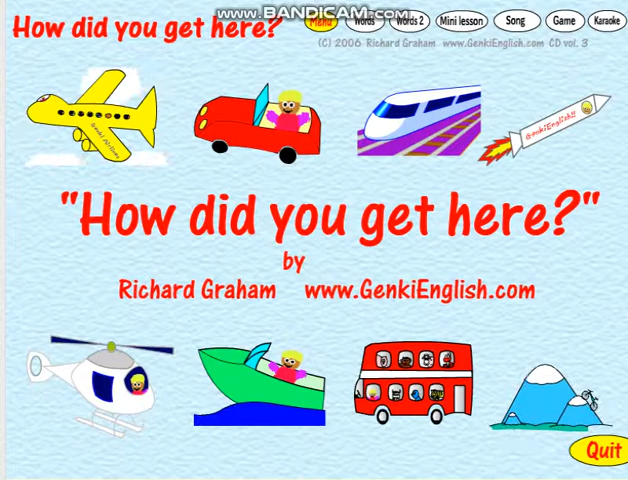 www.BANDICAM.com
How did you get here?
Menu Words Words 2 Mini lesson Song Game Karaoke
(C) 2006 Richard Graham www.GenkiEnglish.com CD vol. 3
Genki Airlines
GenkiEnglish!!
"How did you get here?"
by
Richard Graham www.GenkiEnglish.com
Quit